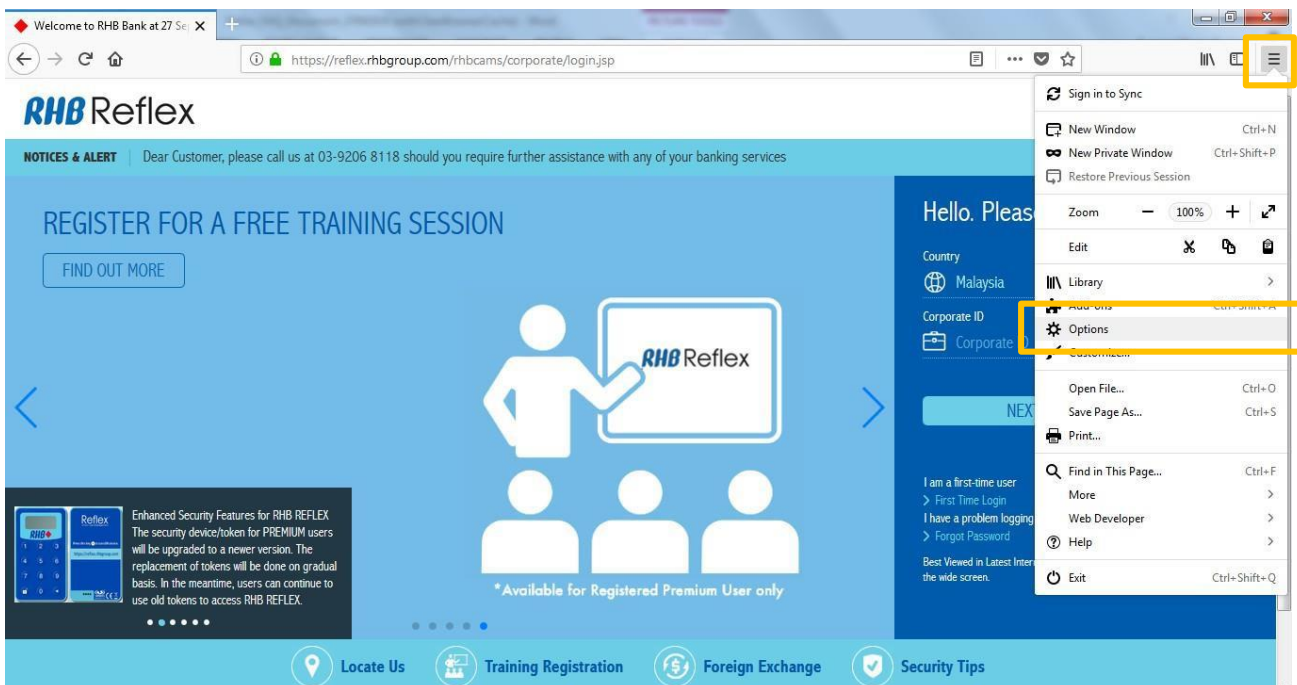 Welcome to RHB Bank at 27 Se
https://reflex.rhbgroup.com/rhbcams/corporate/login.jsp
RHB Reflex
NOTICES & ALERT Dear Customer, please call us at 03-9206 8118 should you require further assistance with any of your banking services
REGISTER FOR A FREE TRAINING SESSION
FIND OUT MORE
RHB Reflex
*Available for Registered Premium User only
Reflex
RHB
Enhanced Security Features for RHB REFLEX
The security device/token for PREMIUM users
will be upgraded to a newer version. The
replacement of tokens will be done on gradual
basis. In the meantime, users can continue to
use old tokens to access RHB REFLEX.
Hello. Pleas
Country
Malaysia
Corporate ID
Corporate
NEX
I am a first-time user
> First Time Login
I have a problem logging
> Forgot Password
Best Viewed in Latest Inter
the wide screen.
Sign in to Sync
New Window Ctrl+N
New Private Window Ctrl+Shift+P
Restore Previous Session
Zoom 100%
Edit
Library
Add-ons Ctrl+Shift+A
Options
Customize...
Open File... Ctrl+O
Save Page As... Ctrl+S
Print...
Find in This Page... Ctrl+F
More
Web Developer
Help
Exit Ctrl+Shift+Q
Locate Us
Training Registration
Foreign Exchange
Security Tips